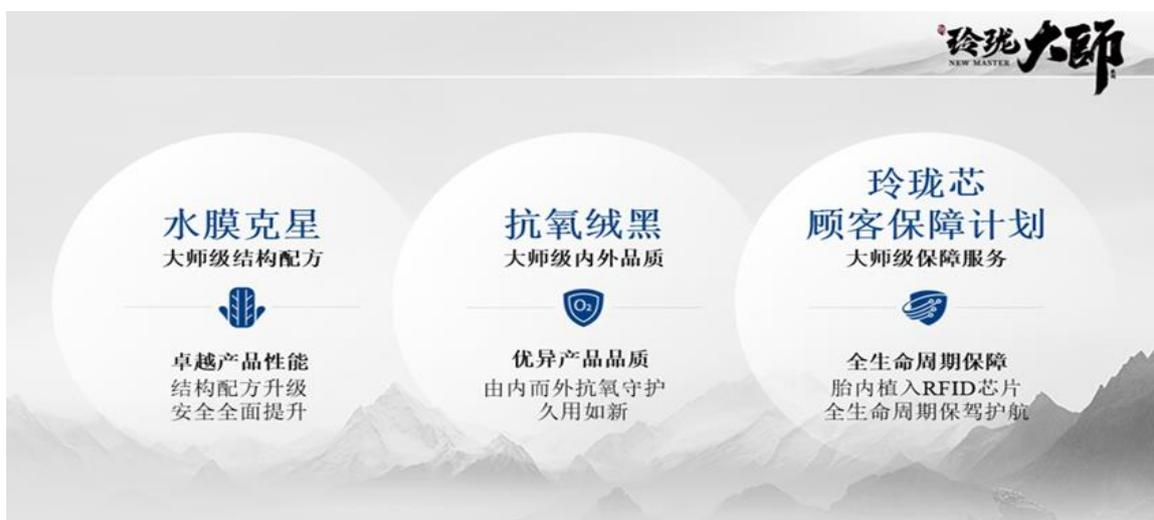 玲珑大師
NEW MASTER
水膜克星
大师级结构配方
卓越产品性能
结构配方升级
安全全面提升
抗氧绒黑
大师级内外品质
O₂
优异产品品质
由内而外抗氧守护
久用如新
玲珑芯
顾客保障计划
大师级保障服务
全生命周期保障
胎内植入RFID芯片
全生命周期保驾护航